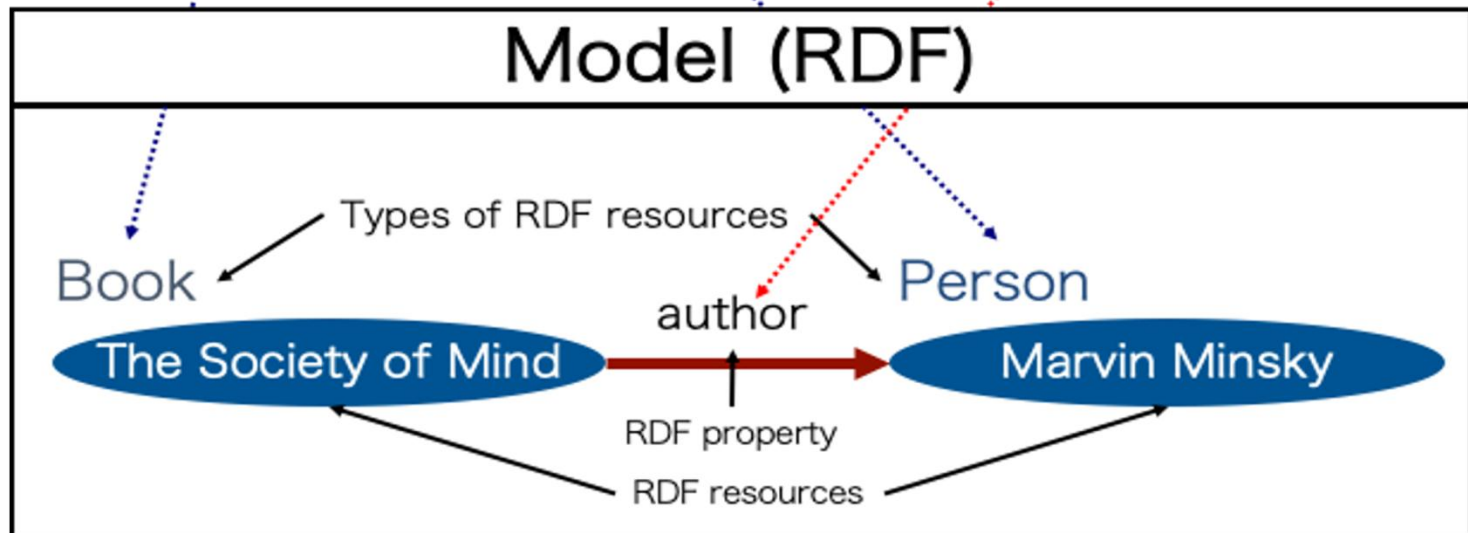 Model (RDF)
Types of RDF resources
Book
Person
author
The Society of Mind
Marvin Minsky
RDF property
RDF resources